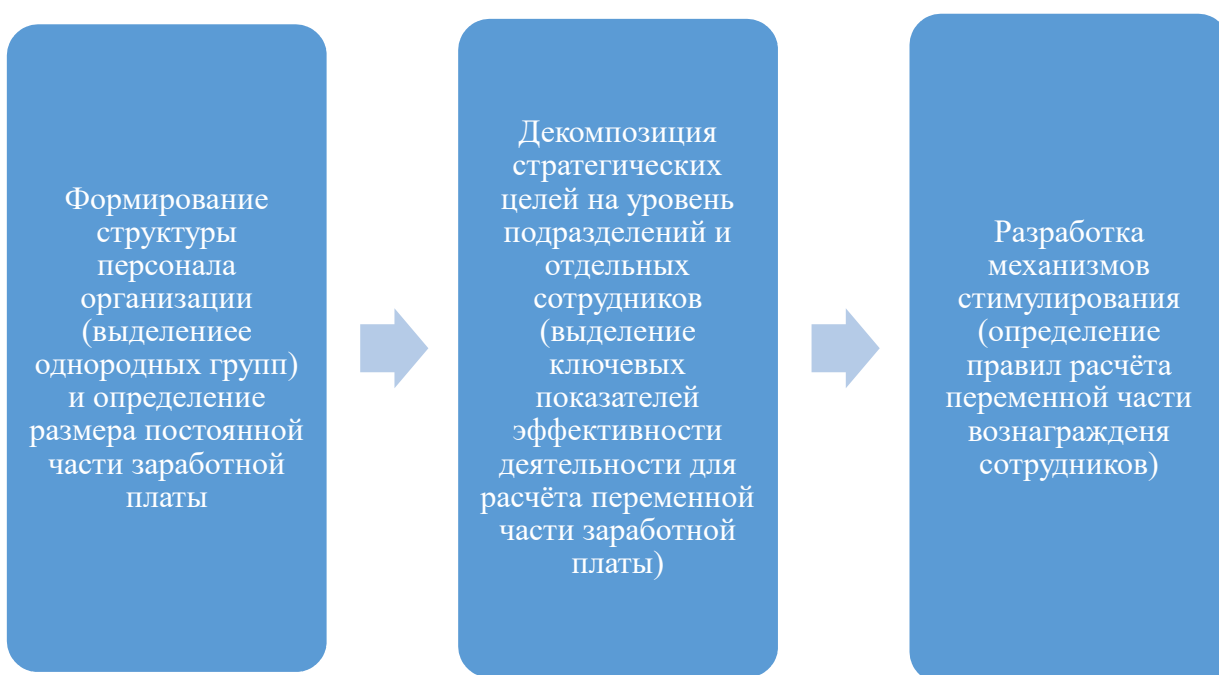 Формирование
структуры
персонала
организации
(выделениее
однородных групп)
и определение
размера постоянной
части заработной
платы
Декомпозиция
стратегических
целей на уровень
подразделений и
отдельных
сотрудников
(выделение
ключевых
показателей
эффективности
деятельности для
расчёта переменной
части заработной
платы)
Разработка
механизмов
стимулирования
(определение
правил расчёта
переменной части
вознагражденя
сотрудников)